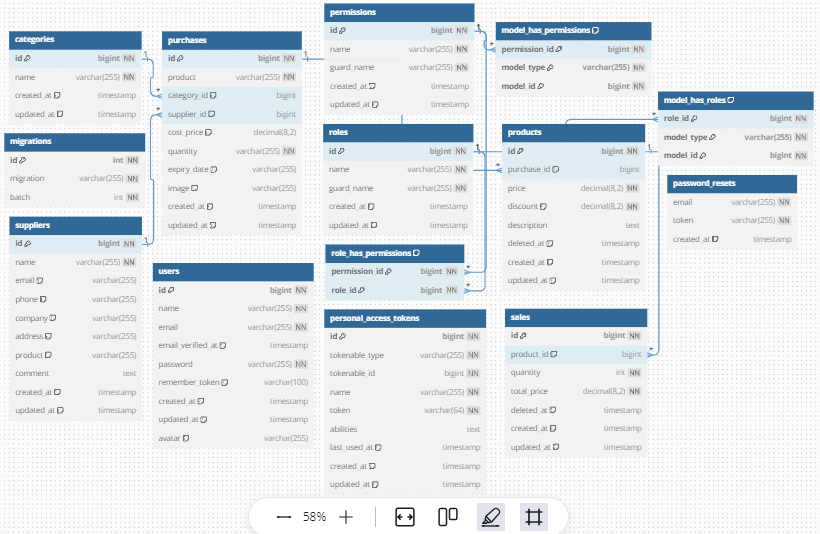 categories
id bigint NN
name varchar(255) NN
created_at timestamp
updated_at timestamp
migrations
id int NN
migration varchar(255) NN
batch int NN
suppliers
id bigint NN
name varchar(255)
email varchar(255)
phone varchar(255)
company varchar(255)
address varchar(255)
product varchar(255)
comment text
created_at timestamp
updated_at timestamp
purchases
id bigint NN
product varchar(255)
category_id bigint
supplier_id bigint
cost_price decimal(8,2)
quantity varchar(255)
expiry_date varchar(255)
image varchar(255)
created_at timestamp
updated_at timestamp
users
id bigint NN
name varchar(255) NN
email varchar(255) NN
email_verified_at timestamp
password varchar(255) NN
remember_token varchar(100)
created_at timestamp
updated_at timestamp
avatar varchar(255)
permissions
id bigint NN
name varchar(255) NN
guard_name varchar(255) NN
created_at timestamp
updated_at timestamp
roles
id bigint NN
name varchar(255) NN
guard_name varchar(255) NN
created_at timestamp
updated_at timestamp
role_has_permissions
permission_id bigint NN
role_id bigint NN
personal_access_tokens
id bigint NN
tokenable_type varchar(255) NN
tokenable_id bigint NN
name varchar(255) NN
token varchar(64) NN
abilities text
last_used_at timestamp
created_at timestamp
updated_at timestamp
model_has_permissions
permission_id bigint NN
model_type varchar(255) NN
model_id bigint NN
products
id bigint NN
purchase_id bigint
price decimal(8,2) NN
discount decimal(8,2) NN
description text
deleted_at timestamp
created_at timestamp
updated_at timestamp
sales
id bigint NN
product_id bigint
quantity int NN
total_price decimal(8,2) NN
deleted_at timestamp
created_at timestamp
updated_at timestamp
model_has_roles
role_id bigint NN
model_type varchar(255) NN
model_id bigint NN
password_resets
email varchar(255) NN
token varchar(255) NN
created_at timestamp
1
*
*
1
1
1
*
1
*
*
*
1
*
*
58%